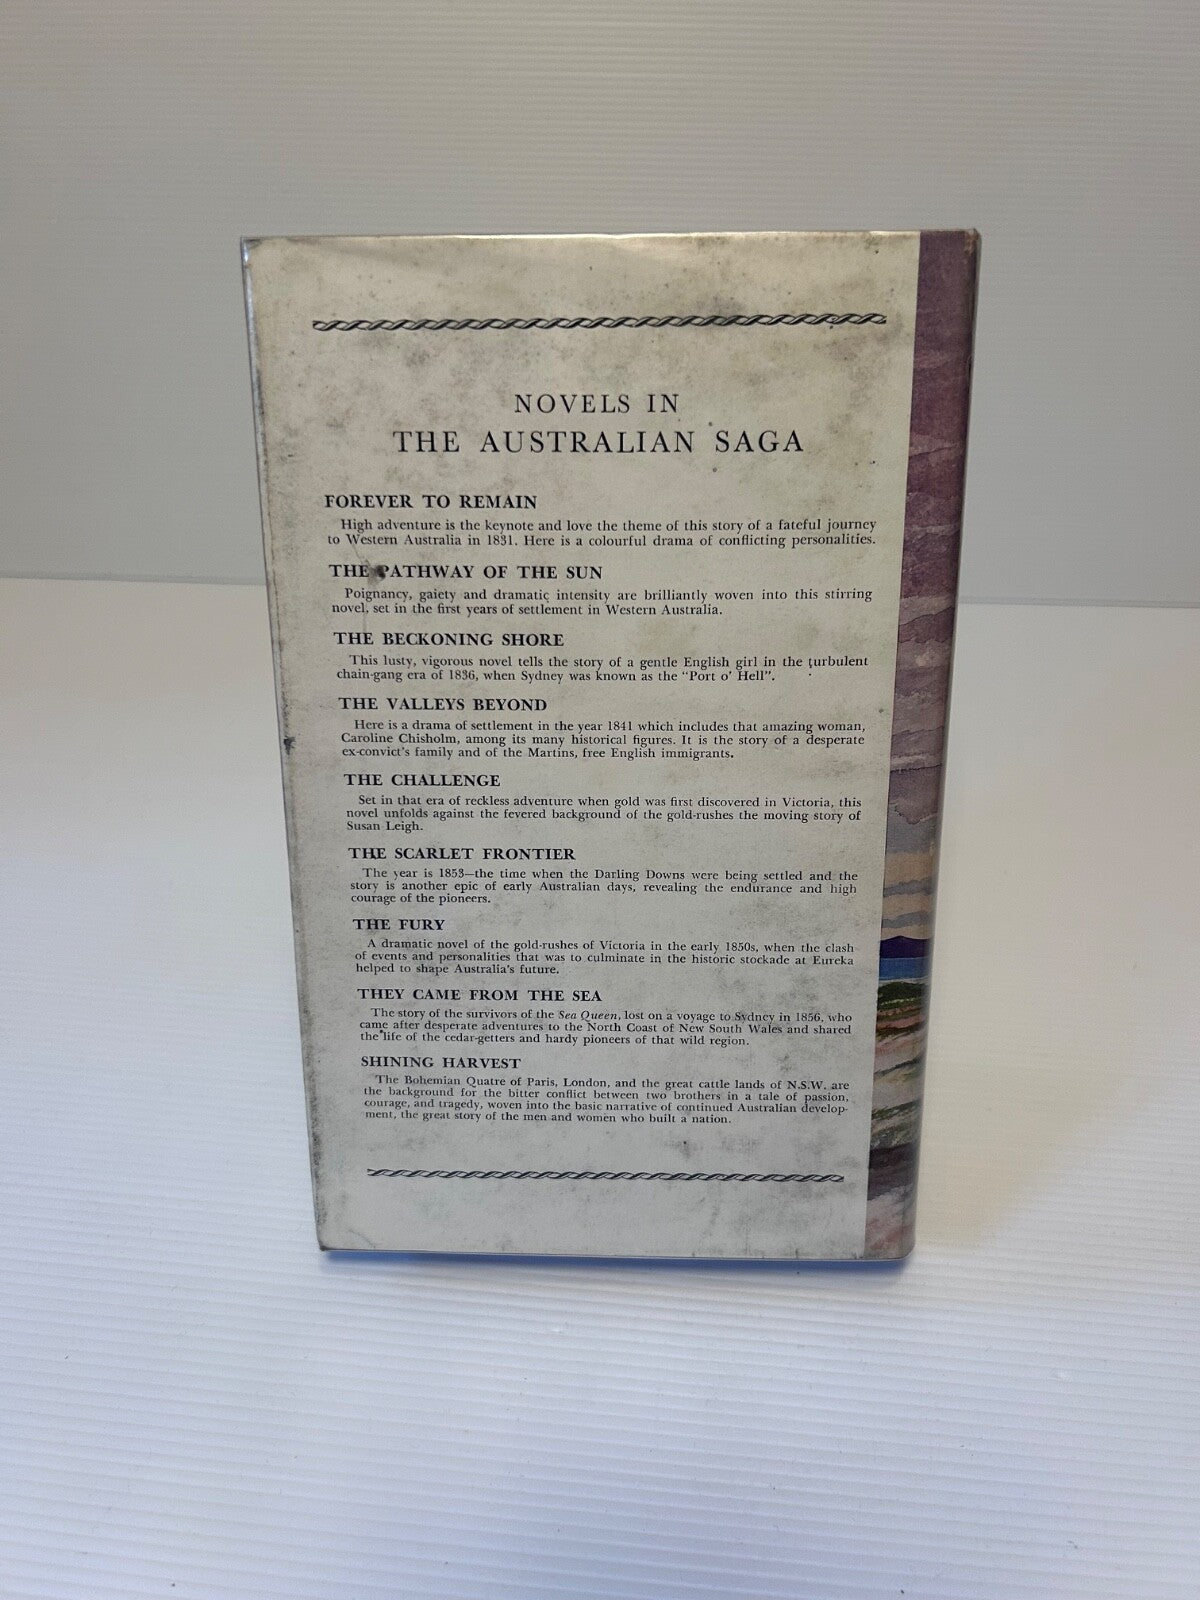 NOVELS IN
THE AUSTRALIAN SAGA
FOREVER TO REMAIN
High adventure is the keynote and love the theme of this story of a fateful journey
to Western Australia in 1831. Here is a colourful drama of conflicting personalities.
THE PATHWAY OF THE SUN
Poignancy, gaiety and dramatic intensity are brilliantly woven into this stirring
novel, set in the first years of settlement in Western Australia.
THE BECKONING SHORE
This lusty, vigorous novel tells the story of a gentle English girl in the turbulent
chain-gang era of 1836, when Sydney was known as the "Port o' Hell".
THE VALLEYS BEYOND
Here is a drama of settlement in the year 1841 which includes that amazing woman,
Caroline Chisholm, among its many historical figures. It is the story of a desperate
ex-convict's family and of the Martins, free English immigrants.
THE CHALLENGE
Set in that era of reckless adventure when gold was first discovered in Victoria, this
novel unfolds against the fevered background of the gold-rushes the moving story of
Susan Leigh.
THE SCARLET FRONTIER
The year is 1853—the time when the Darling Downs were being settled and the
story is another epic of early Australian days, revealing the endurance and high
courage of the pioneers.
THE FURY
A dramatic novel of the gold-rushes of Victoria in the early 1850s, when the clash
of events and personalities that was to culminate in the historic stockade at Eureka
helped to shape Australia's future.
THEY CAME FROM THE SEA
The story of the survivors of the Sea Queen, lost on a voyage to Sydney in 1856, who
came after desperate adventures to the North Coast of New South Wales and shared
the life of the cedar-getters and hardy pioneers of that wild region.
SHINING HARVEST
The Bohemian Quatre of Paris, London, and the great cattle lands of N.S.W. are
the background for the bitter conflict between two brothers in a tale of passion,
courage, and tragedy, woven into the basic narrative of continued Australian develop-
ment, the great story of the men and women who built a nation.